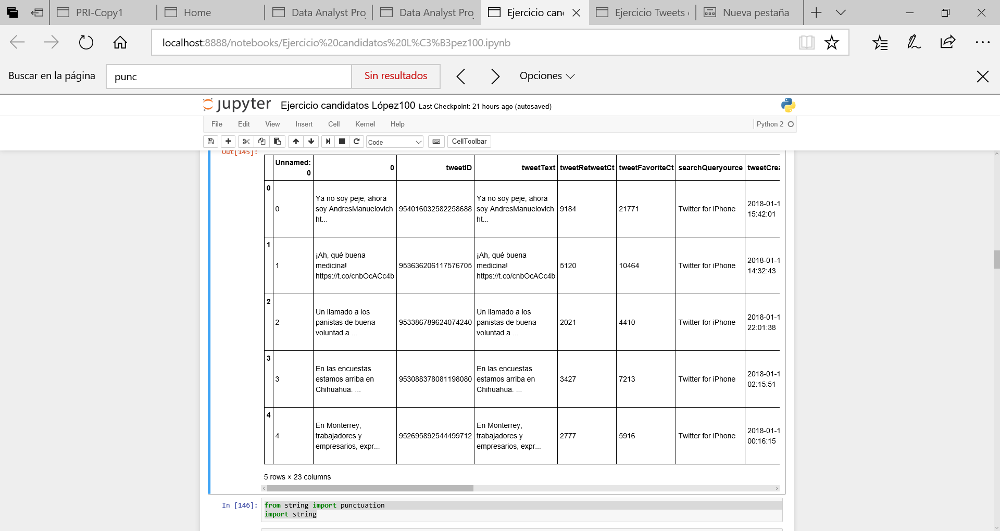 PRI-Copy1
Home
Data Analyst Pro
Data Analyst Pro
Ejercicio can
Ejercicio Tweets
Nueva pestaña
localhost:8888/notebooks/Ejercicio%20candidatos%20L%C3%B3pez100.ipynb
Buscar en la página
punc
Sin resultados
Opciones
jupyter
Ejercicio candidatos López100 Last Checkpoint: 21 hours ago (autosaved)
File Edit View Insert Cell Kernel Help
Python 2
Code
CellToolbar
Out[145]:
Unnamed: 0
0
tweetID
tweetText
tweetRetweetCt
tweetFavoriteCt
searchQueryource
tweetCrea
0
0
Ya no soy peje, ahora
soy AndresManuelovich
ht...
954016032582258688
Ya no soy peje, ahora
soy AndresManuelovich
ht...
9184
21771
Twitter for iPhone
2018-01-1
15:42:01
1
1
¡Ah, qué buena
medicina!
https://t.co/cnbOcACc4b
953636206117576705
¡Ah, qué buena
medicina!
https://t.co/cnbOcACc4b
5120
10464
Twitter for iPhone
2018-01-1
14:32:43
2
2
Un llamado a los
panistas de buena
voluntad a ...
953386789624074240
Un llamado a los
panistas de buena
voluntad a ...
2021
4410
Twitter for iPhone
2018-01-1
22:01:38
3
3
En las encuestas
estamos arriba en
Chihuahua. ...
953088378081198080
En las encuestas
estamos arriba en
Chihuahua. ...
3427
7213
Twitter for iPhone
2018-01-1
02:15:51
4
4
En Monterrey,
trabajadores y
empresarios, expr...
952695892544499712
En Monterrey,
trabajadores y
empresarios, expr...
2777
5916
Twitter for iPhone
2018-01-1
00:16:15
5 rows × 23 columns
In [146]:
from string import punctuation
import string